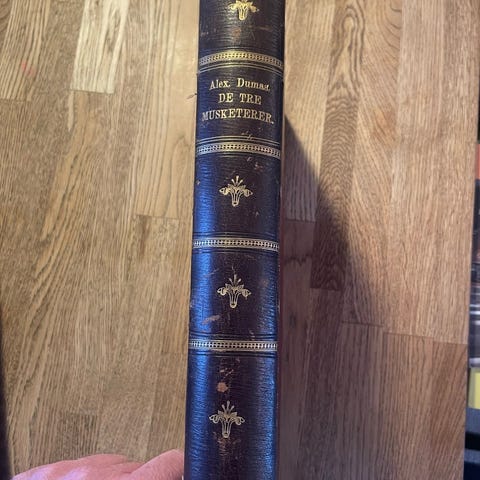 Alex. Dumas.
DE TRE
MUSKETERER.